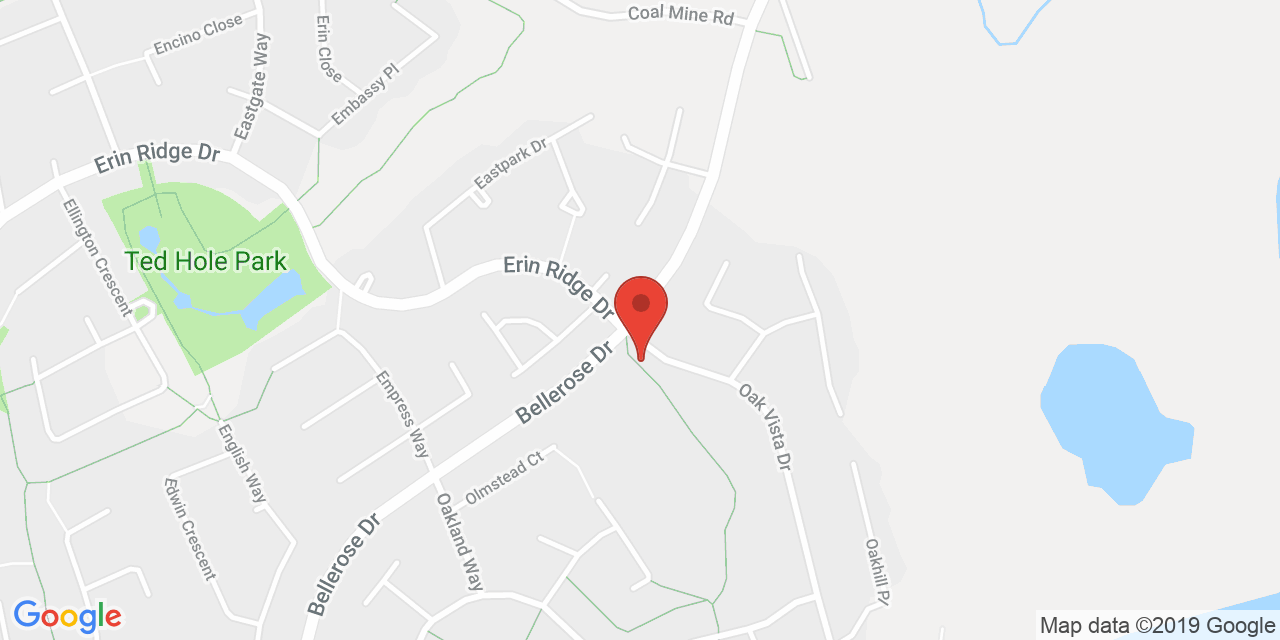 Coal Mine Rd
Encino Close
Erin Close
Eastgate Way
Embassy Pl
Erin Ridge Dr
Eastpark Dr
Ellington Crescent
Ted Hole Park
Erin Ridge Dr
Bellerose Dr
Empress Way
Oak Vista Dr
English Way
Olmstead Ct
Edwin Crescent
Oakland Way
Bellerose Dr
Oakhill Pl
Google
Map data ©2019 Google